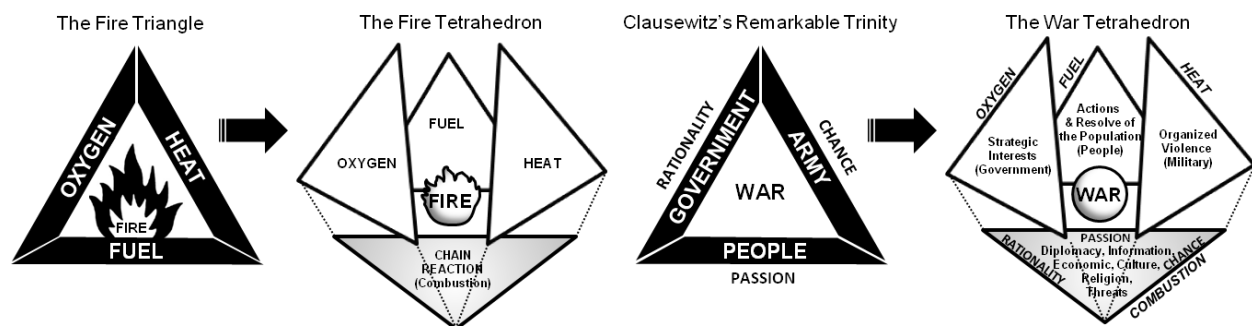 The Fire Triangle
OXYGEN
HEAT
FIRE
FUEL
The Fire Tetrahedron
OXYGEN
FUEL
HEAT
FIRE
CHAIN
REACTION
(Combustion)
Clausewitz's Remarkable Trinity
RATIONALITY
GOVERNMENT
ARMY
CHANCE
WAR
PEOPLE
PASSION
The War Tetrahedron
OXYGEN
FUEL
HEAT
Strategic
Interests
(Government)
Actions
& Resolve of
the Population
(People)
Organized
Violence
(Military)
WAR
RATIONALITY
PASSION
CHANCE
Diplomacy, Information,
Economic, Culture,
Religion,
Threats
COMBUSTION